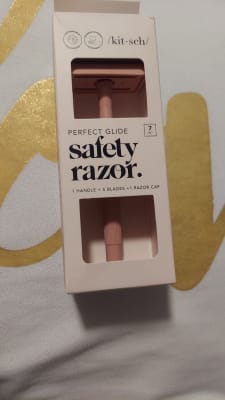 /kit·sch/
PERFECT GLIDE
safety
razor.
1 HANDLE + 5 BLADES + 1 RAZOR CAP